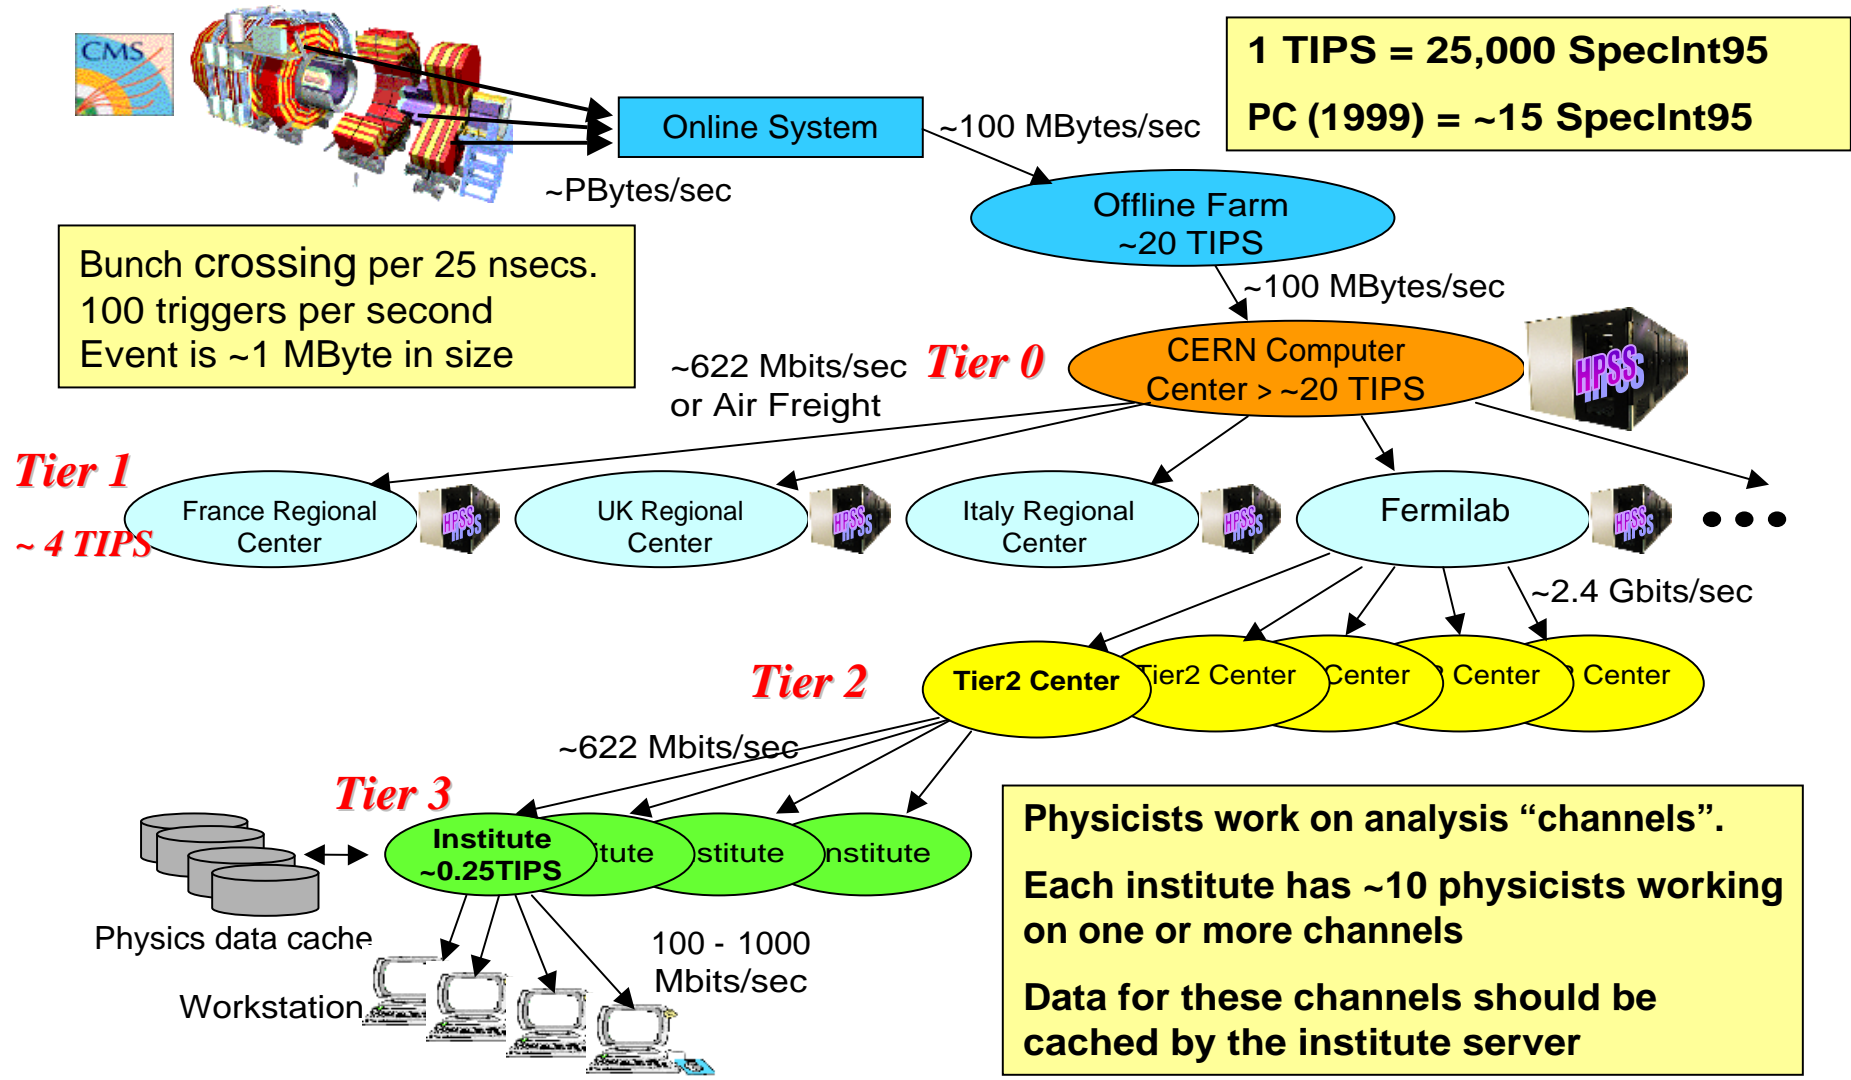 CMS
1 TIPS = 25,000 SpecInt95
PC (1999) = ~15 SpecInt95
Online System
~100 MBytes/sec
~PBytes/sec
Offline Farm
~20 TIPS
Bunch crossing per 25 nsecs.
100 triggers per second
Event is ~1 MByte in size
~100 MBytes/sec
~622 Mbits/sec
or Air Freight
Tier 0
CERN Computer
Center > ~20 TIPS
HPSS
Tier 1
~ 4 TIPS
France Regional
Center
HPSS
UK Regional
Center
HPSS
Italy Regional
Center
HPSS
Fermilab
HPSS
~2.4 Gbits/sec
Tier 2
Tier2 Center
ier2 Center
Center
2 Center
2 Center
~622 Mbits/sec
Tier 3
Institute
~0.25TIPS
tute
stitute
nstitute
Physics data cache
100 - 1000
Mbits/sec
Workstation
Physicists work on analysis “channels”.
Each institute has ~10 physicists working
on one or more channels
Data for these channels should be
cached by the institute server